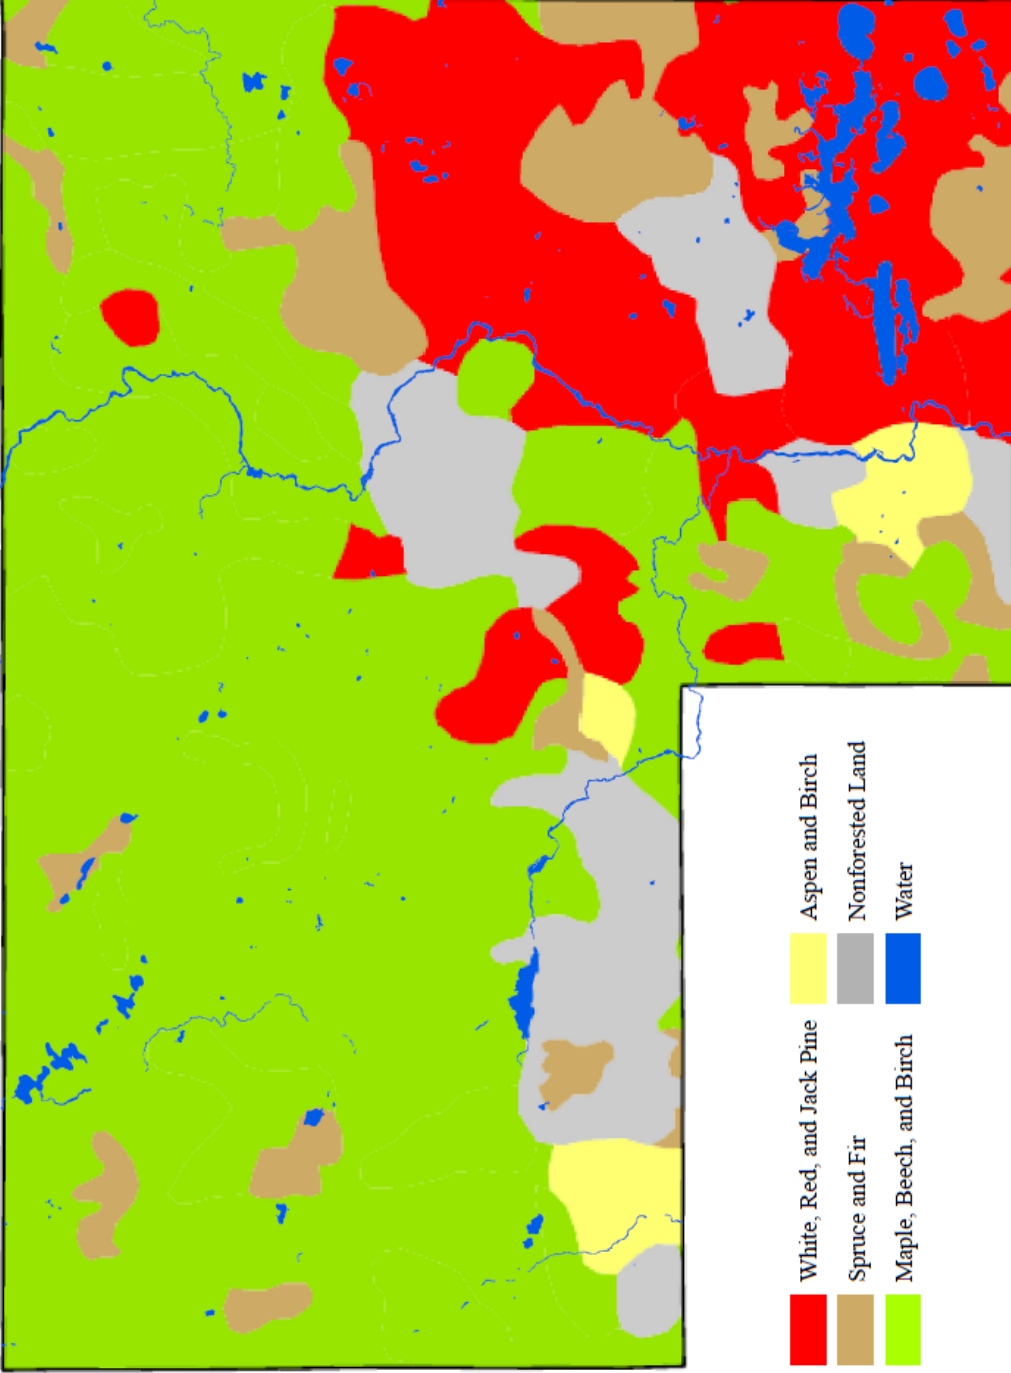 White, Red, and Jack Pine
Spruce and Fir
Maple, Beech, and Birch
Aspen and Birch
Nonforested Land
Water